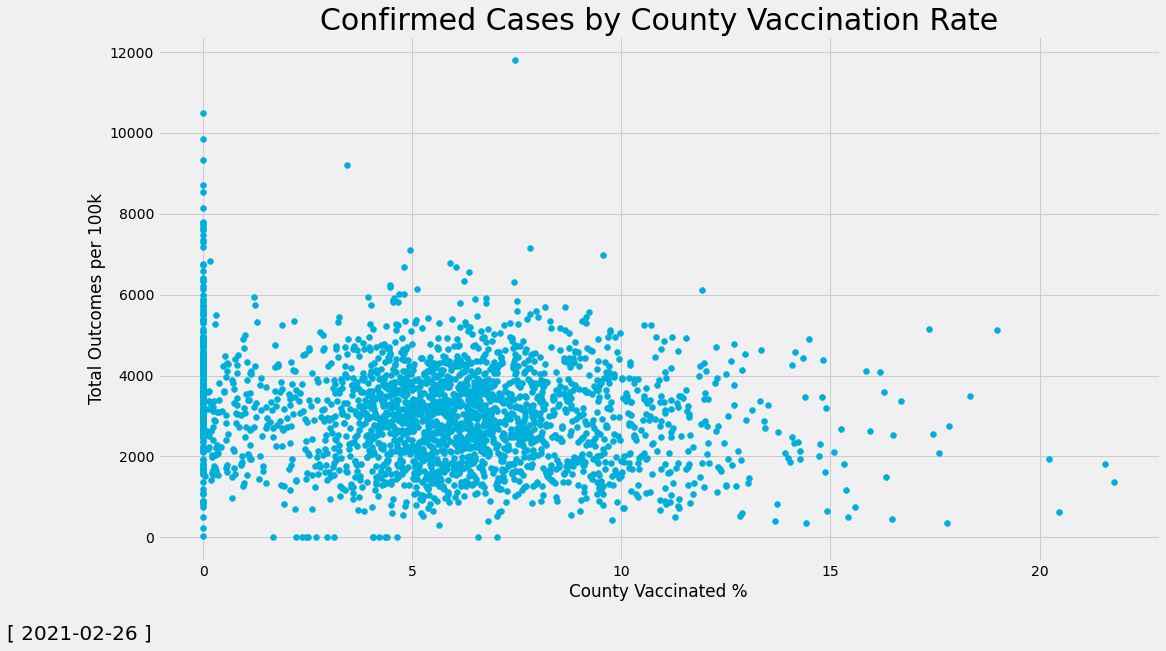 Confirmed Cases by County Vaccination Rate
12000
10000
8000
6000
4000
2000
0
Total Outcomes per 100k
0 5 10 15 20
County Vaccinated %
[ 2021-02-26 ]